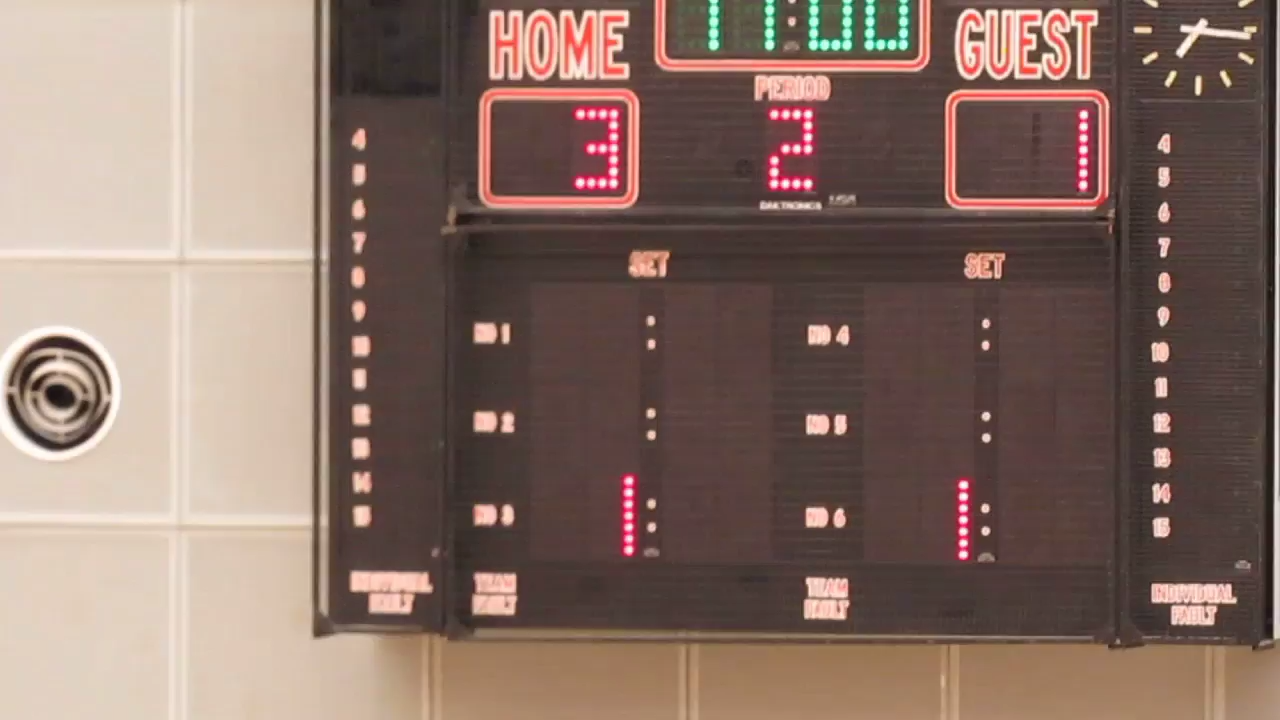 HOME GUEST
PERIOD
3 2 1
DAKTRONICS USA
SET SET
NO 1 NO 4
NO 2 NO 5
NO 3 1 NO 6 1
TEAM FAULT TEAM FAULT
4
5
6
7
8
9
10
11
12
13
14
15
INDIVIDUAL
FAULT
4
5
6
7
8
9
10
11
12
13
14
15
INDIVIDUAL
FAULT